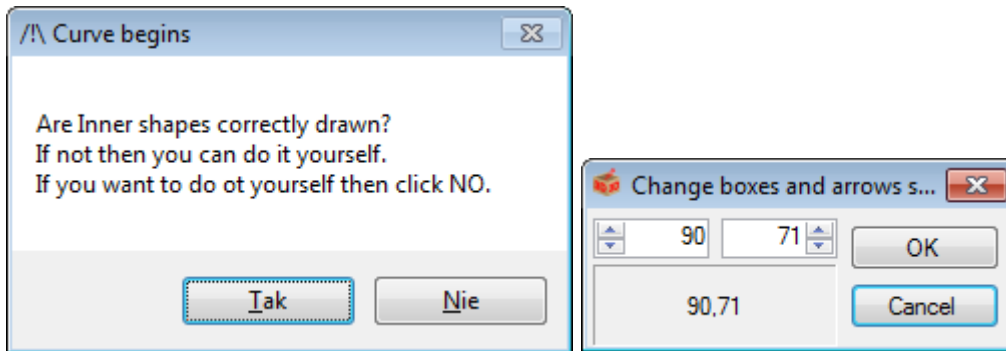 /!\ Curve begins
Are Inner shapes correctly drawn?
If not then you can do it yourself.
If you want to do ot yourself then click NO.
Tak
Nie
Change boxes and arrows s...
90
71
OK
90,71
Cancel